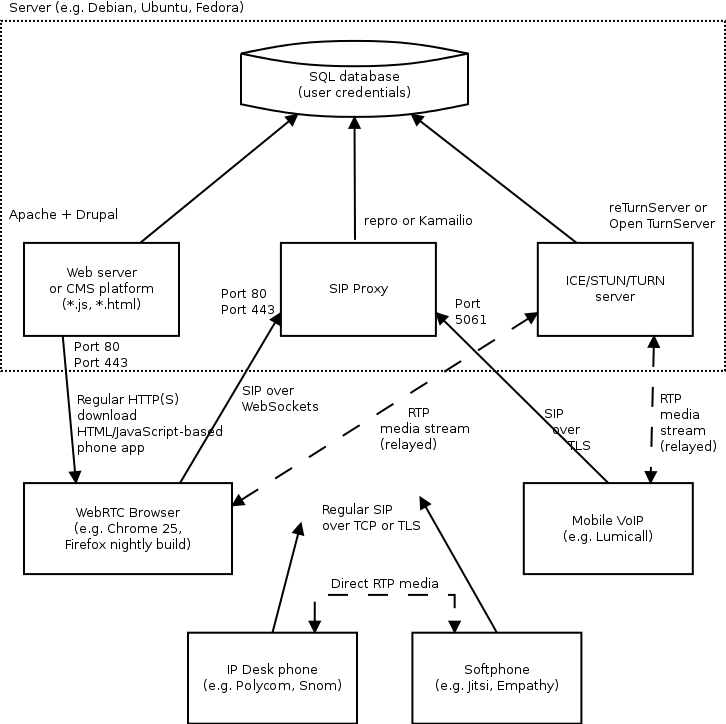 Server (e.g. Debian, Ubuntu, Fedora)
SQL database
(user credentials)
Apache + Drupal
repro or Kamailio
reTurnServer or
Open TurnServer
Web server
or CMS platform
(*.js, *.html)
SIP Proxy
ICE/STUN/TURN
server
Port 80
Port 443
Port
5061
Port 80
Port 443
Regular HTTP(S)
download
HTML/JavaScript-based
phone app
SIP over
WebSockets
RTP
media stream
(relayed)
SIP
over
TLS
RTP
media
stream
(relayed)
WebRTC Browser
(e.g. Chrome 25,
Firefox nightly build)
Regular SIP
over TCP or TLS
Mobile VoIP
(e.g. Lumicall)
Direct RTP media
IP Desk phone
(e.g. Polycom, Snom)
Softphone
(e.g. Jitsi, Empathy)